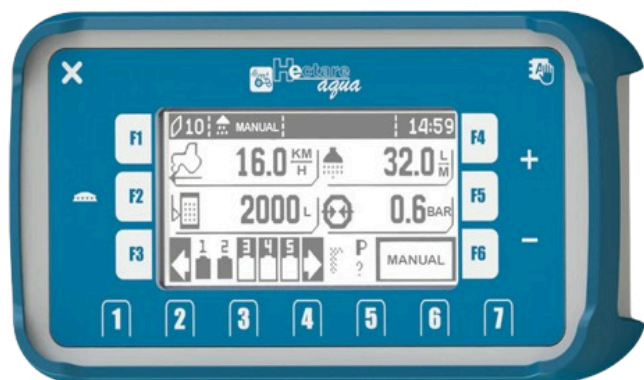 Hectare
aqua
F1
F2
F3
10 MANUAL 14:59
16.0 KM/H 32.0 L/M
2000 L 0.6 BAR
1 2 3 4 5 P ? MANUAL
F4
F5
F6
+
−
1 2 3 4 5 6 7